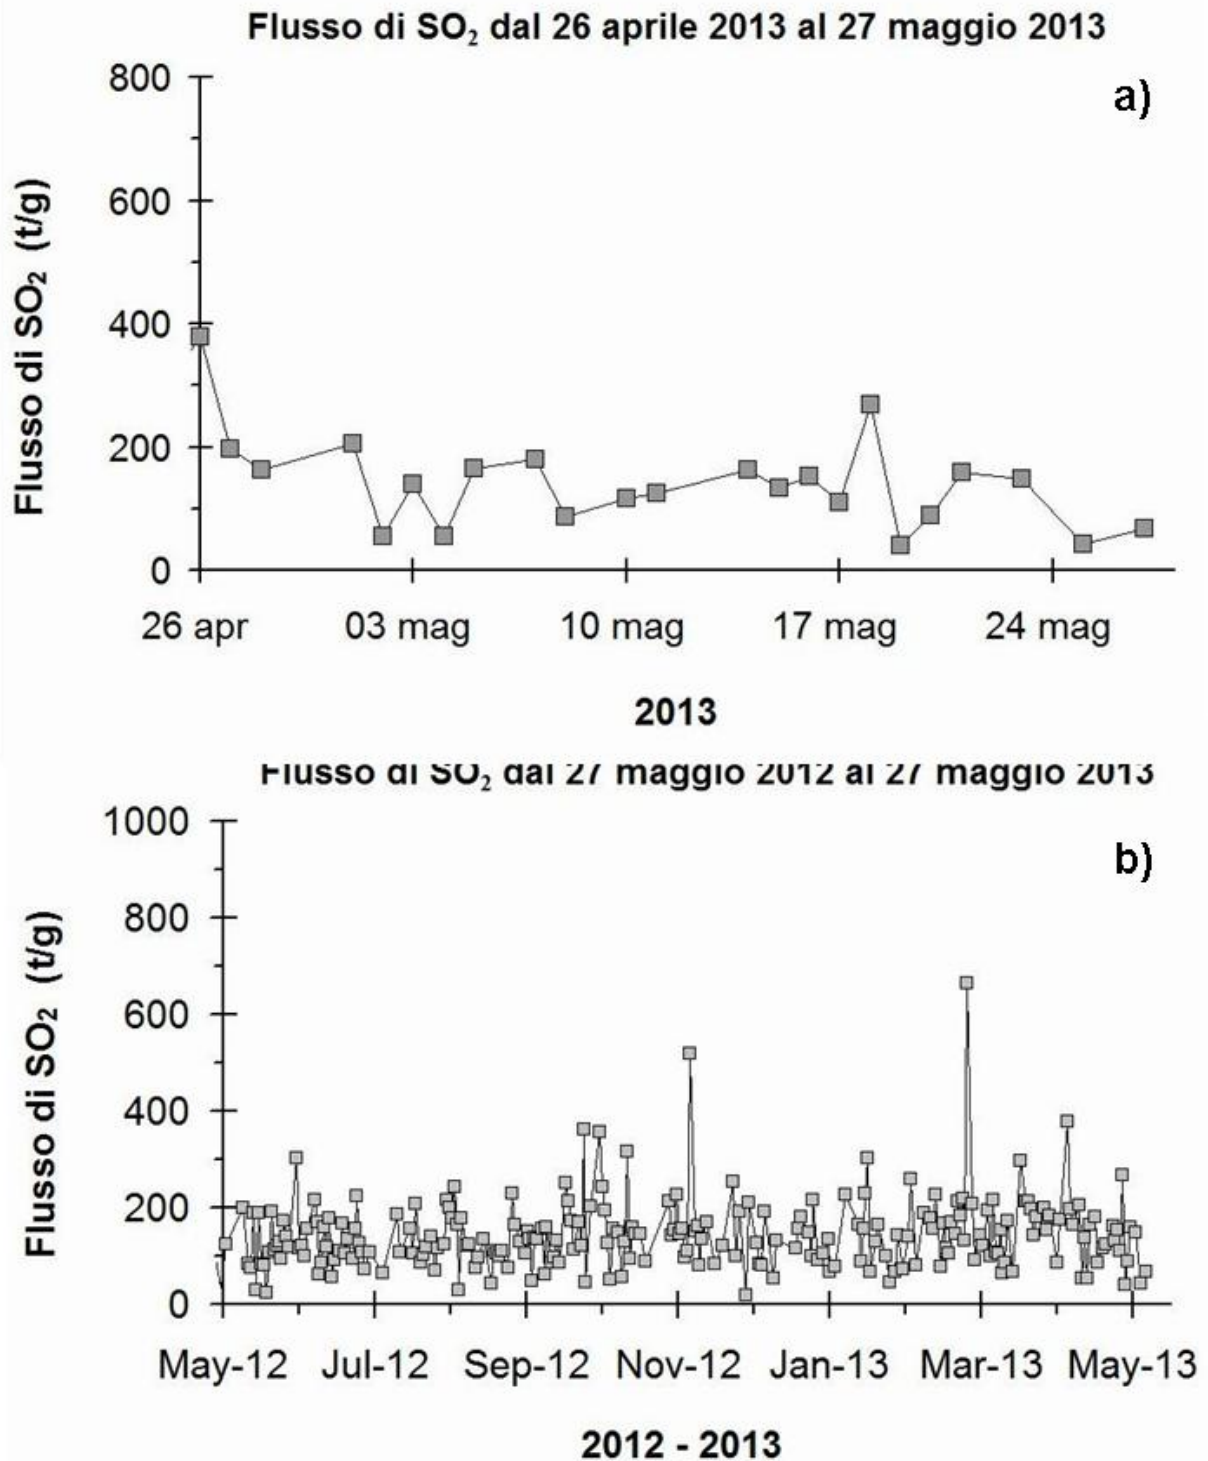 Flusso di SO₂ dal 26 aprile 2013 al 27 maggio 2013
a)
Flusso di SO₂ (t/g)
800
600
400
200
0
26 apr 03 mag 10 mag 17 mag 24 mag
2013
Flusso di SO₂ dal 27 maggio 2012 al 27 maggio 2013
b)
Flusso di SO₂ (t/g)
1000
800
600
400
200
0
May-12 Jul-12 Sep-12 Nov-12 Jan-13 Mar-13 May-13
2012 - 2013